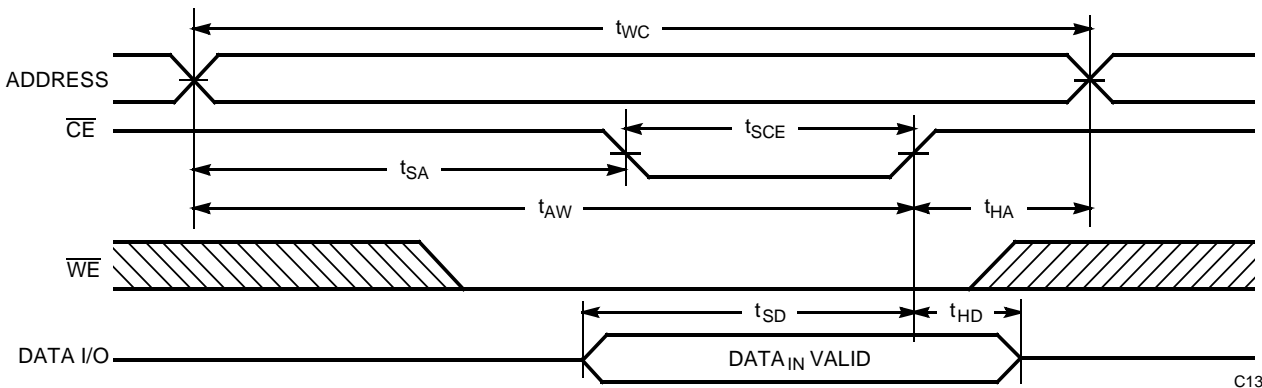 tWC
ADDRESS
CE
tSCE
tSA
tAW
tHA
WE
tSD
tHD
DATA I/O
DATAIN VALID
C13